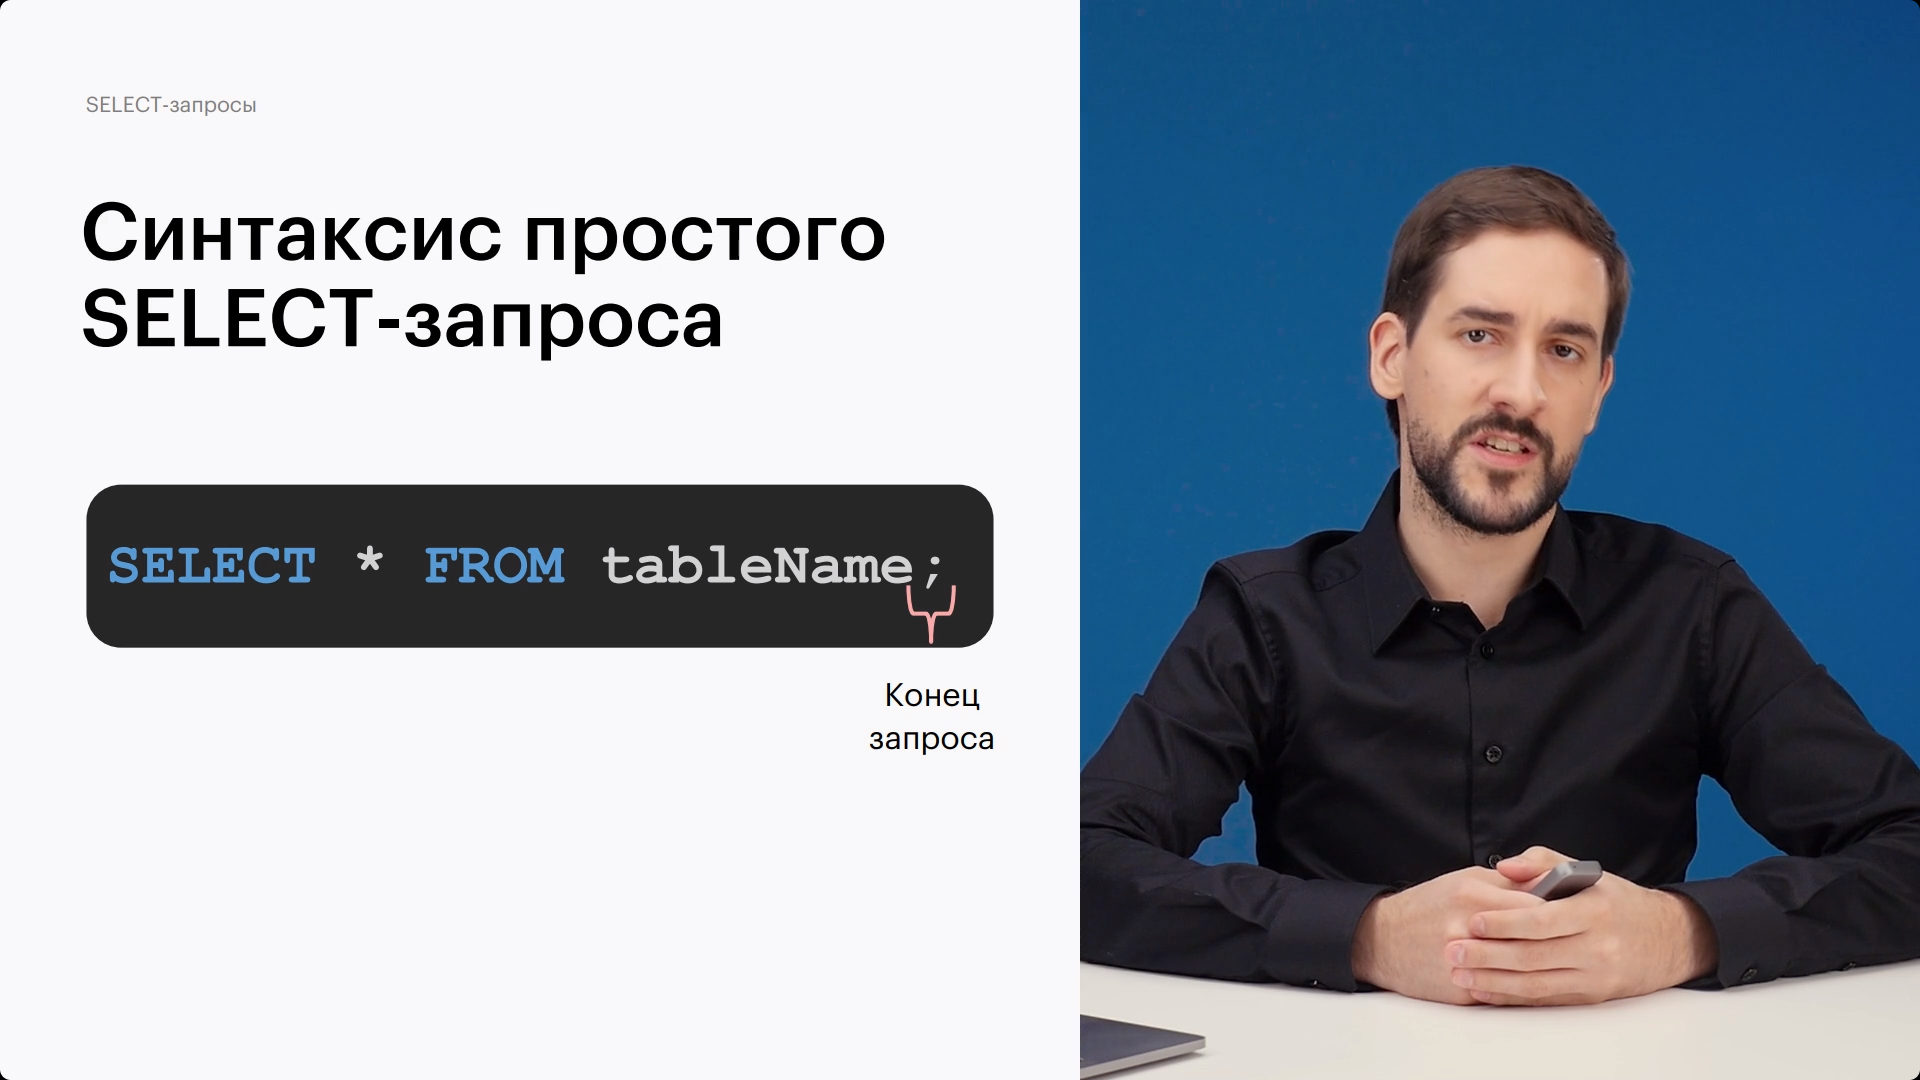 SELECT-запросы
Синтаксис простого
SELECT-запроса
SELECT * FROM tableName;
Конец
запроса